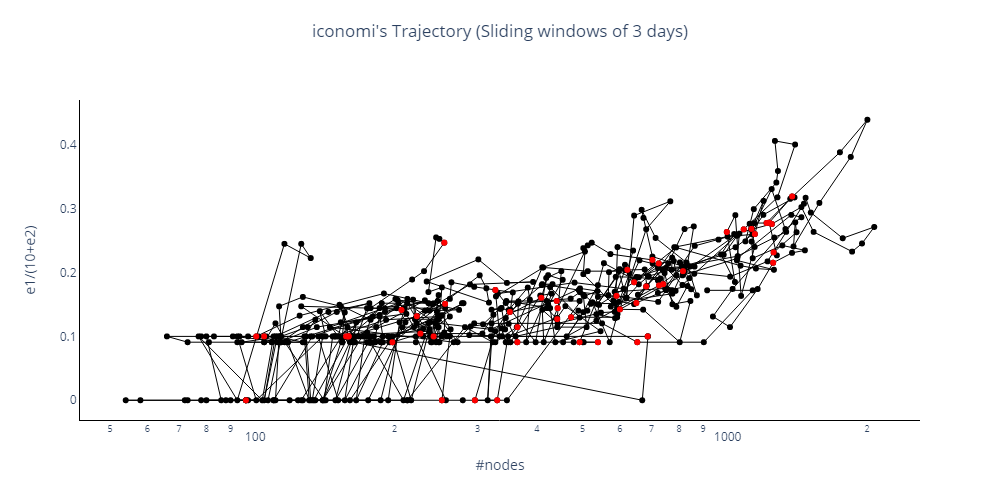 iconomi's Trajectory (Sliding windows of 3 days)
e1/(10+e2)
0.4
0.3
0.2
0.1
0
5 6 7 8 9 100 2 3 4 5 6 7 8 9 1000 2
#nodes